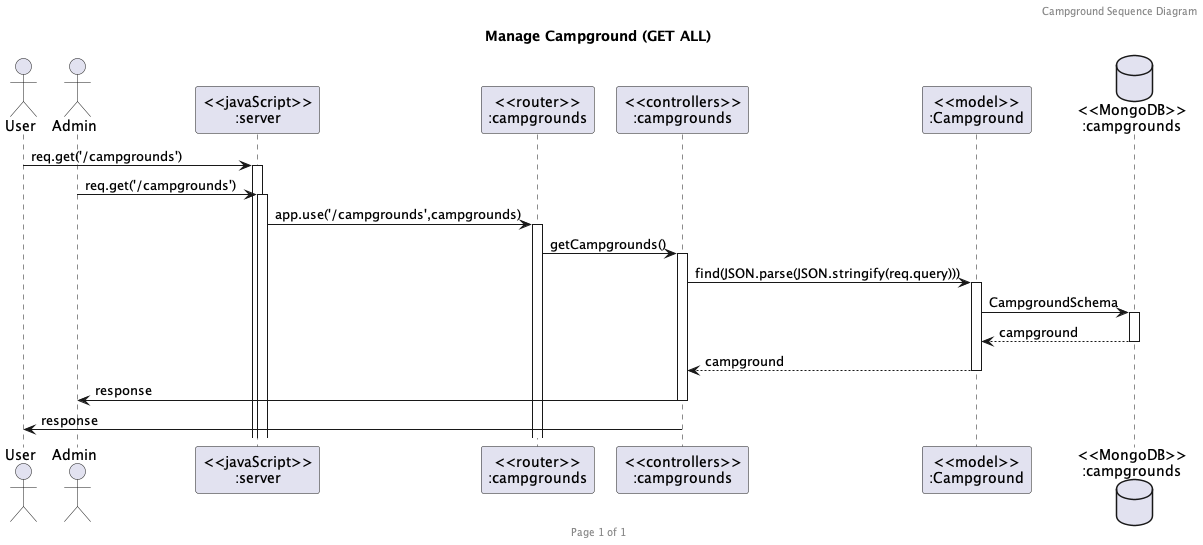 Campground Sequence Diagram
Manage Campground (GET ALL)
User
Admin
<<javaScript>>
:server
<<router>>
:campgrounds
<<controllers>>
:campgrounds
<<model>>
:Campground
<<MongoDB>>
:campgrounds
req.get('/campgrounds')
req.get('/campgrounds')
app.use('/campgrounds',campgrounds)
getCampgrounds()
find(JSON.parse(JSON.stringify(req.query)))
CampgroundSchema
campground
campground
response
response
User
Admin
<<javaScript>>
:server
<<router>>
:campgrounds
<<controllers>>
:campgrounds
<<model>>
:Campground
<<MongoDB>>
:campgrounds
Page 1 of 1